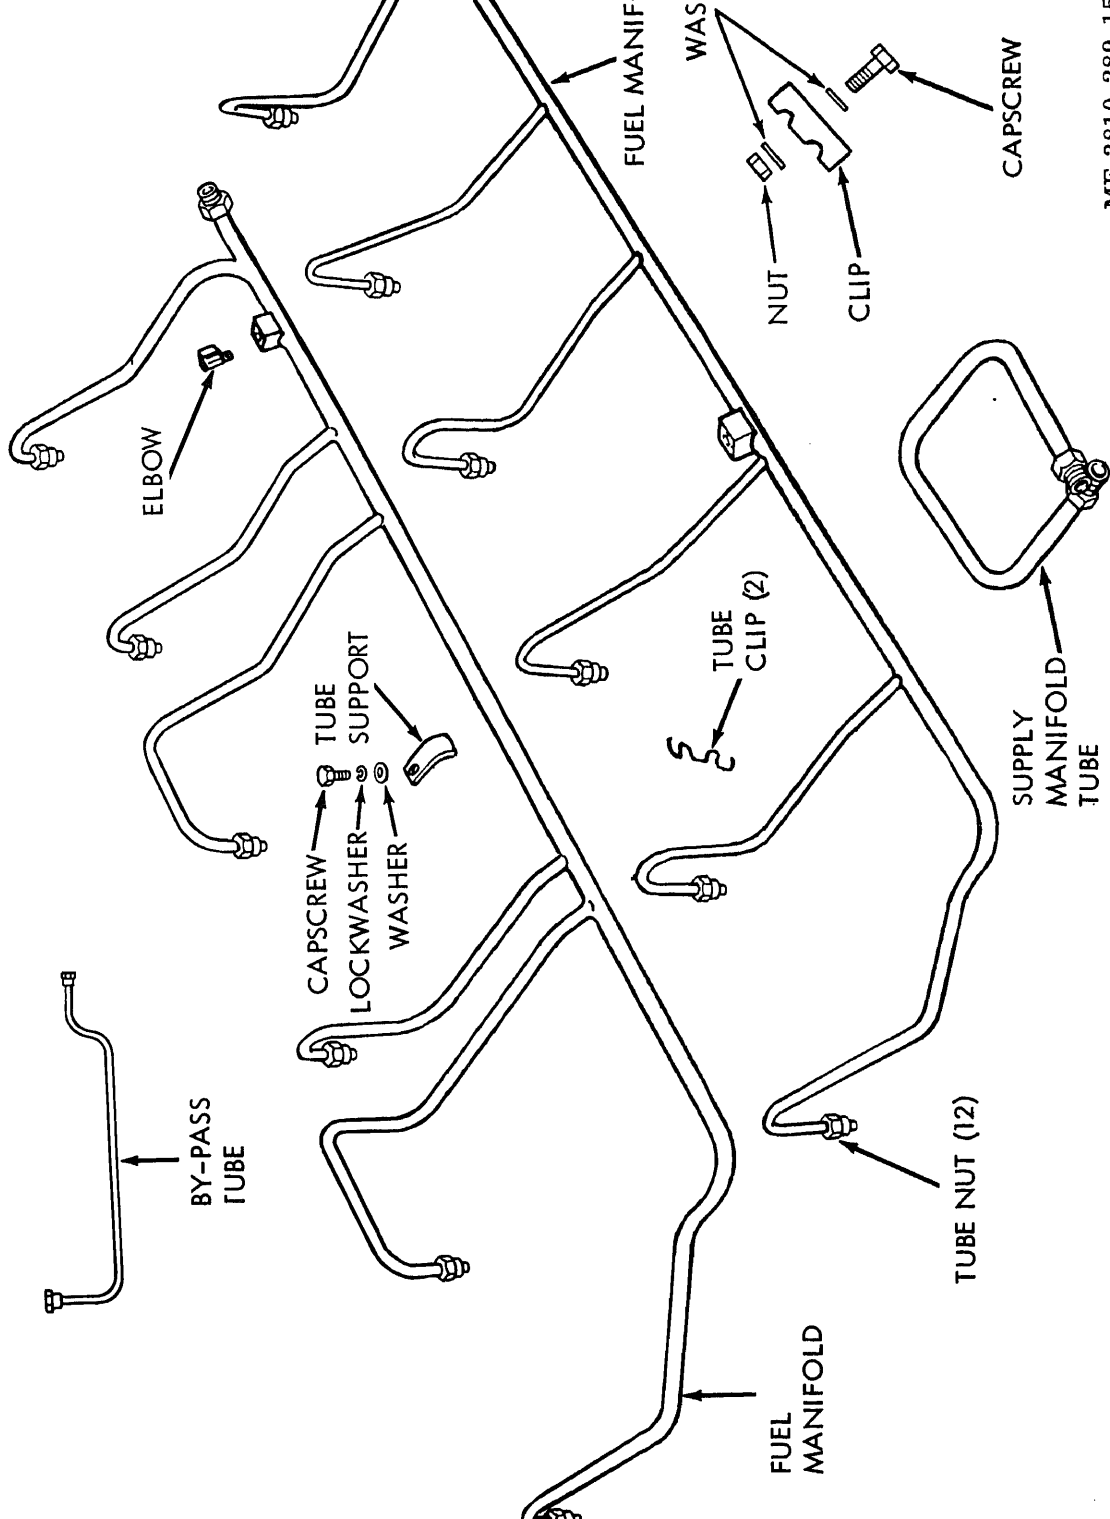 ELBOW
BY-PASS
TUBE
CAPSCREW
LOCKWASHER
WASHER
TUBE
SUPPORT
TUBE
CLIP (2)
FUEL MANIF
WAS
NUT
CLIP
CAPSCREW
SUPPLY
MANIFOLD
TUBE
TUBE NUT (12)
FUEL
MANIFOLD